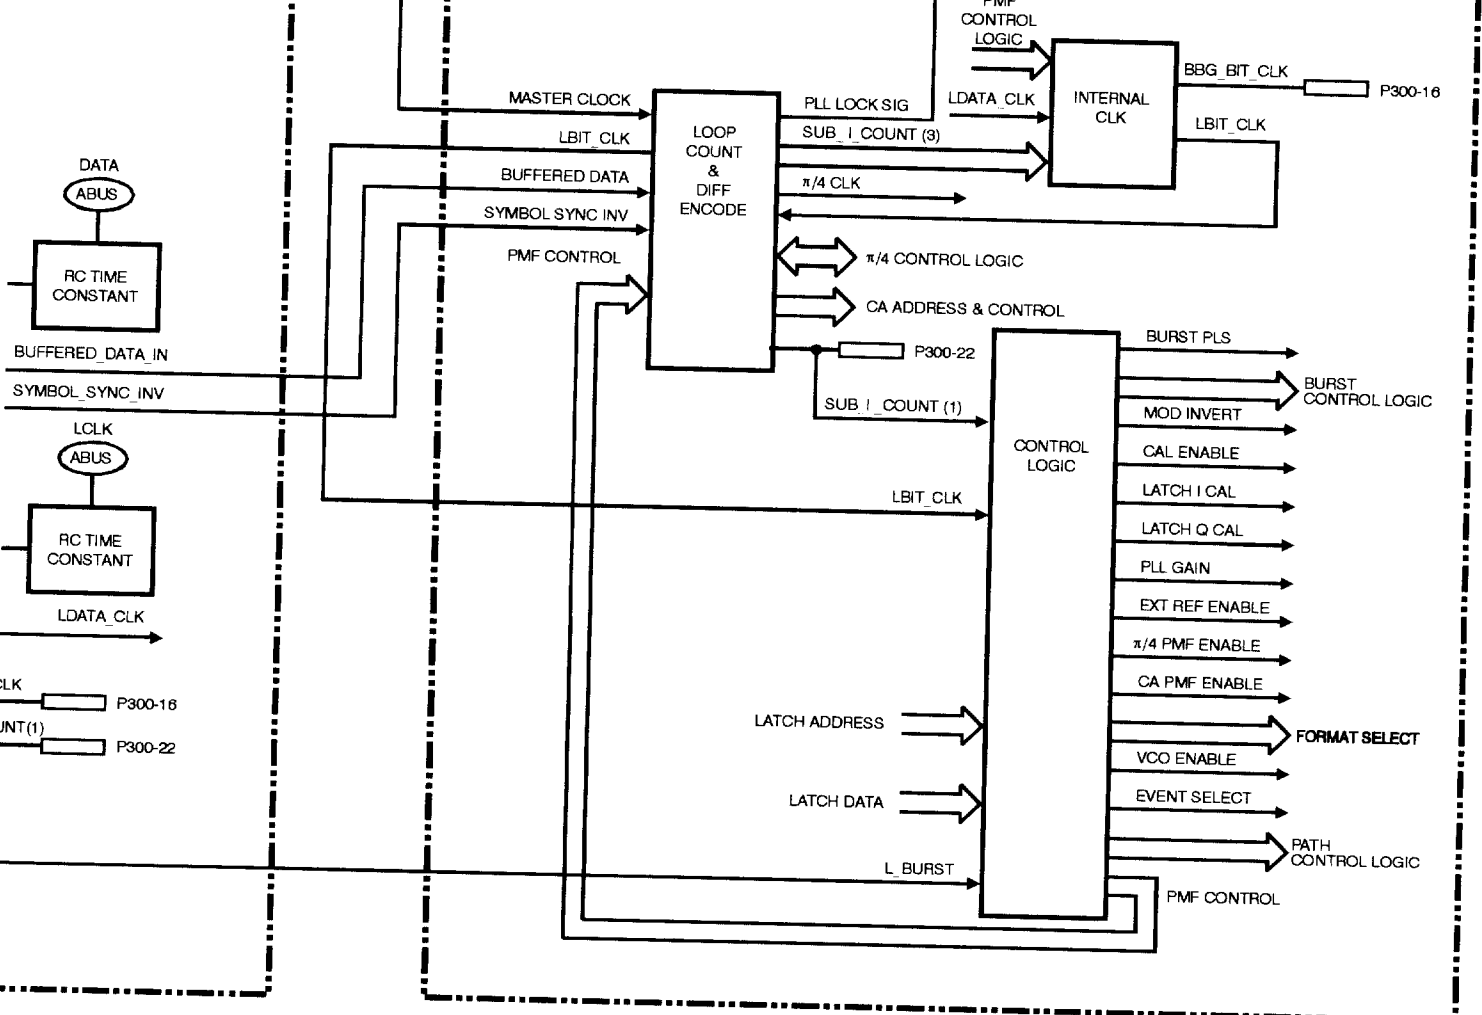 PMF
CONTROL
LOGIC
INTERNAL
CLK
BBG_BIT_CLK
P300-16
LDATA_CLK
LBIT_CLK
MASTER CLOCK
LBIT_CLK
BUFFERED DATA
SYMBOL SYNC INV
PMF CONTROL
LOOP
COUNT
&
DIFF
ENCODE
PLL LOCK SIG
SUB_I_COUNT (3)
π/4 CLK
π/4 CONTROL LOGIC
CA ADDRESS & CONTROL
P300-22
SUB_I_COUNT (1)
DATA
ABUS
RC TIME
CONSTANT
BUFFERED_DATA_IN
SYMBOL_SYNC_INV
LCLK
ABUS
RC TIME
CONSTANT
LDATA_CLK
CLK
P300-16
UNT(1)
P300-22
LBIT_CLK
CONTROL
LOGIC
LATCH ADDRESS
LATCH DATA
L_BURST
BURST PLS
BURST
CONTROL LOGIC
MOD INVERT
CAL ENABLE
LATCH I CAL
LATCH Q CAL
PLL GAIN
EXT REF ENABLE
π/4 PMF ENABLE
CA PMF ENABLE
FORMAT SELECT
VCO ENABLE
EVENT SELECT
PATH
CONTROL LOGIC
PMF CONTROL